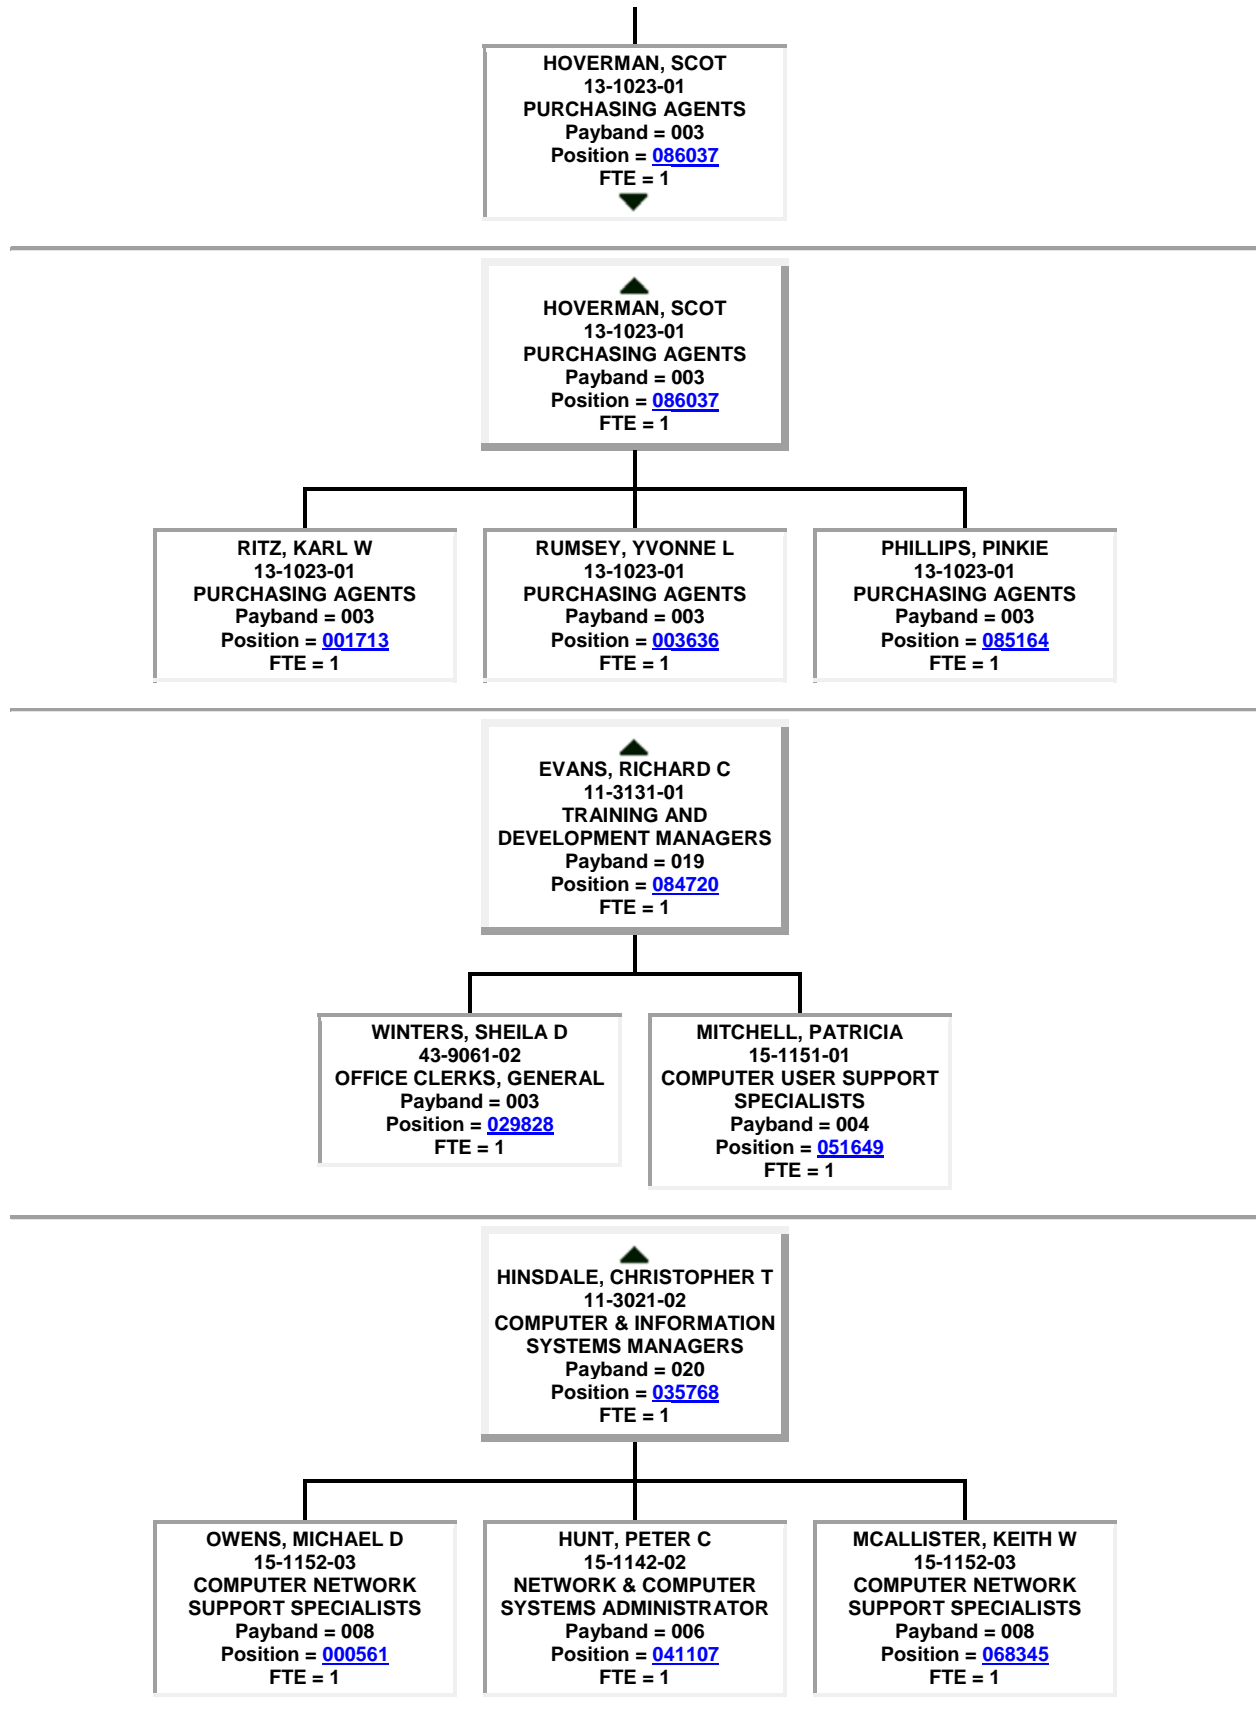 HOVERMAN, SCOT
13-1023-01
PURCHASING AGENTS
Payband = 003
Position = 086037
FTE = 1
HOVERMAN, SCOT
13-1023-01
PURCHASING AGENTS
Payband = 003
Position = 086037
FTE = 1
RITZ, KARL W
13-1023-01
PURCHASING AGENTS
Payband = 003
Position = 001713
FTE = 1
RUMSEY, YVONNE L
13-1023-01
PURCHASING AGENTS
Payband = 003
Position = 003636
FTE = 1
PHILLIPS, PINKIE
13-1023-01
PURCHASING AGENTS
Payband = 003
Position = 085164
FTE = 1
EVANS, RICHARD C
11-3131-01
TRAINING AND
DEVELOPMENT MANAGERS
Payband = 019
Position = 084720
FTE = 1
WINTERS, SHEILA D
43-9061-02
OFFICE CLERKS, GENERAL
Payband = 003
Position = 029828
FTE = 1
MITCHELL, PATRICIA
15-1151-01
COMPUTER USER SUPPORT
SPECIALISTS
Payband = 004
Position = 051649
FTE = 1
HINSDALE, CHRISTOPHER T
11-3021-02
COMPUTER & INFORMATION
SYSTEMS MANAGERS
Payband = 020
Position = 035768
FTE = 1
OWENS, MICHAEL D
15-1152-03
COMPUTER NETWORK
SUPPORT SPECIALISTS
Payband = 008
Position = 000561
FTE = 1
HUNT, PETER C
15-1142-02
NETWORK & COMPUTER
SYSTEMS ADMINISTRATOR
Payband = 006
Position = 041107
FTE = 1
MCALLISTER, KEITH W
15-1152-03
COMPUTER NETWORK
SUPPORT SPECIALISTS
Payband = 008
Position = 068345
FTE = 1